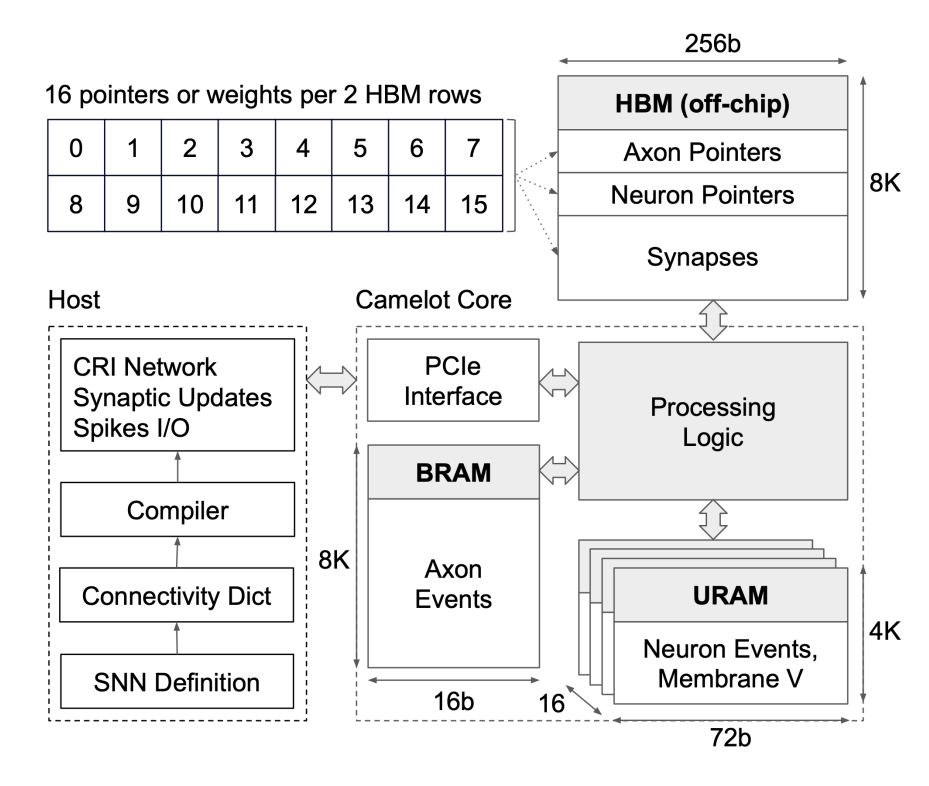 256b
16 pointers or weights per 2 HBM rows
0 1 2 3 4 5 6 7
8 9 10 11 12 13 14 15
HBM (off-chip)
Axon Pointers
Neuron Pointers
Synapses
8K
Host
CRI Network
Synaptic Updates
Spikes I/O
Compiler
Connectivity Dict
SNN Definition
Camelot Core
PCIe
Interface
Processing
Logic
BRAM
Axon
Events
8K
16b
URAM
Neuron Events,
Membrane V
4K
16
72b